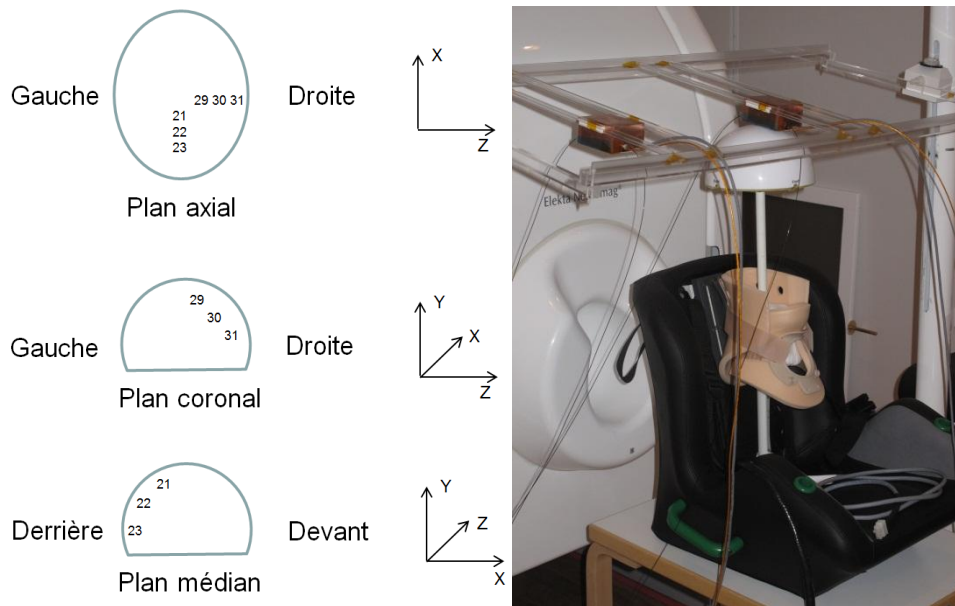 X
Gauche
29 30 31
Droite
21
22
23
Z
Plan axial
29
30
31
Y
X
Gauche
Droite
Z
Plan coronal
21
22
23
Y
Z
Derrière
Devant
X
Plan médian
Elekta